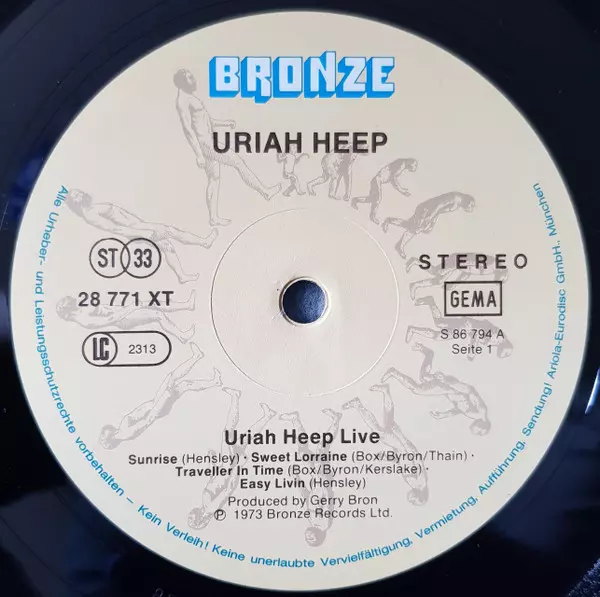 BRONZE
URIAH HEEP
ST 33
28 771 XT
LC 2313
STEREO
GEMA
S 86 794 A
Seite 1
Uriah Heep Live
Sunrise (Hensley) · Sweet Lorraine (Box/Byron/Thain) ·
Traveller In Time (Box/Byron/Kerslake) ·
Easy Livin (Hensley)
Produced by Gerry Bron
℗ 1973 Bronze Records Ltd.
Alle Urheber- und Leistungsschutzrechte vorbehalten – Kein Verleih! Keine unerlaubte Vervielfältigung, Vermietung, Aufführung, Sendung! Ariola-Eurodisc GmbH., München